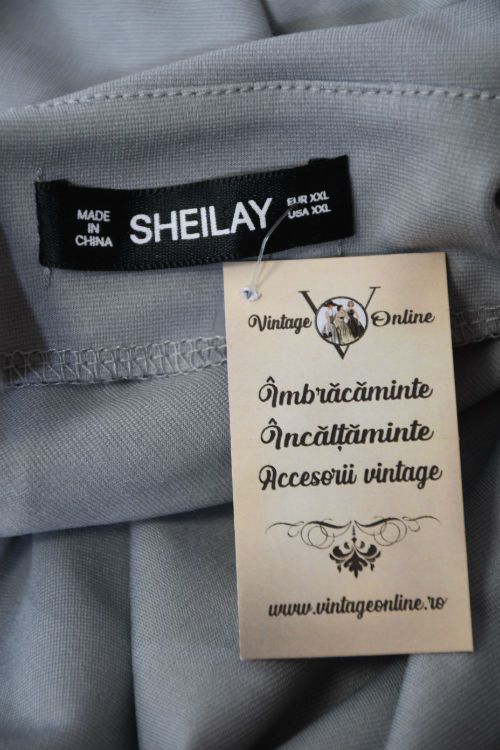 MADE
IN
CHINA
SHEILAY
EUR XXL
USA XXL
Vintage Online
Îmbrăcăminte
Încălțăminte
Accesorii vintage
www.vintageonline.ro